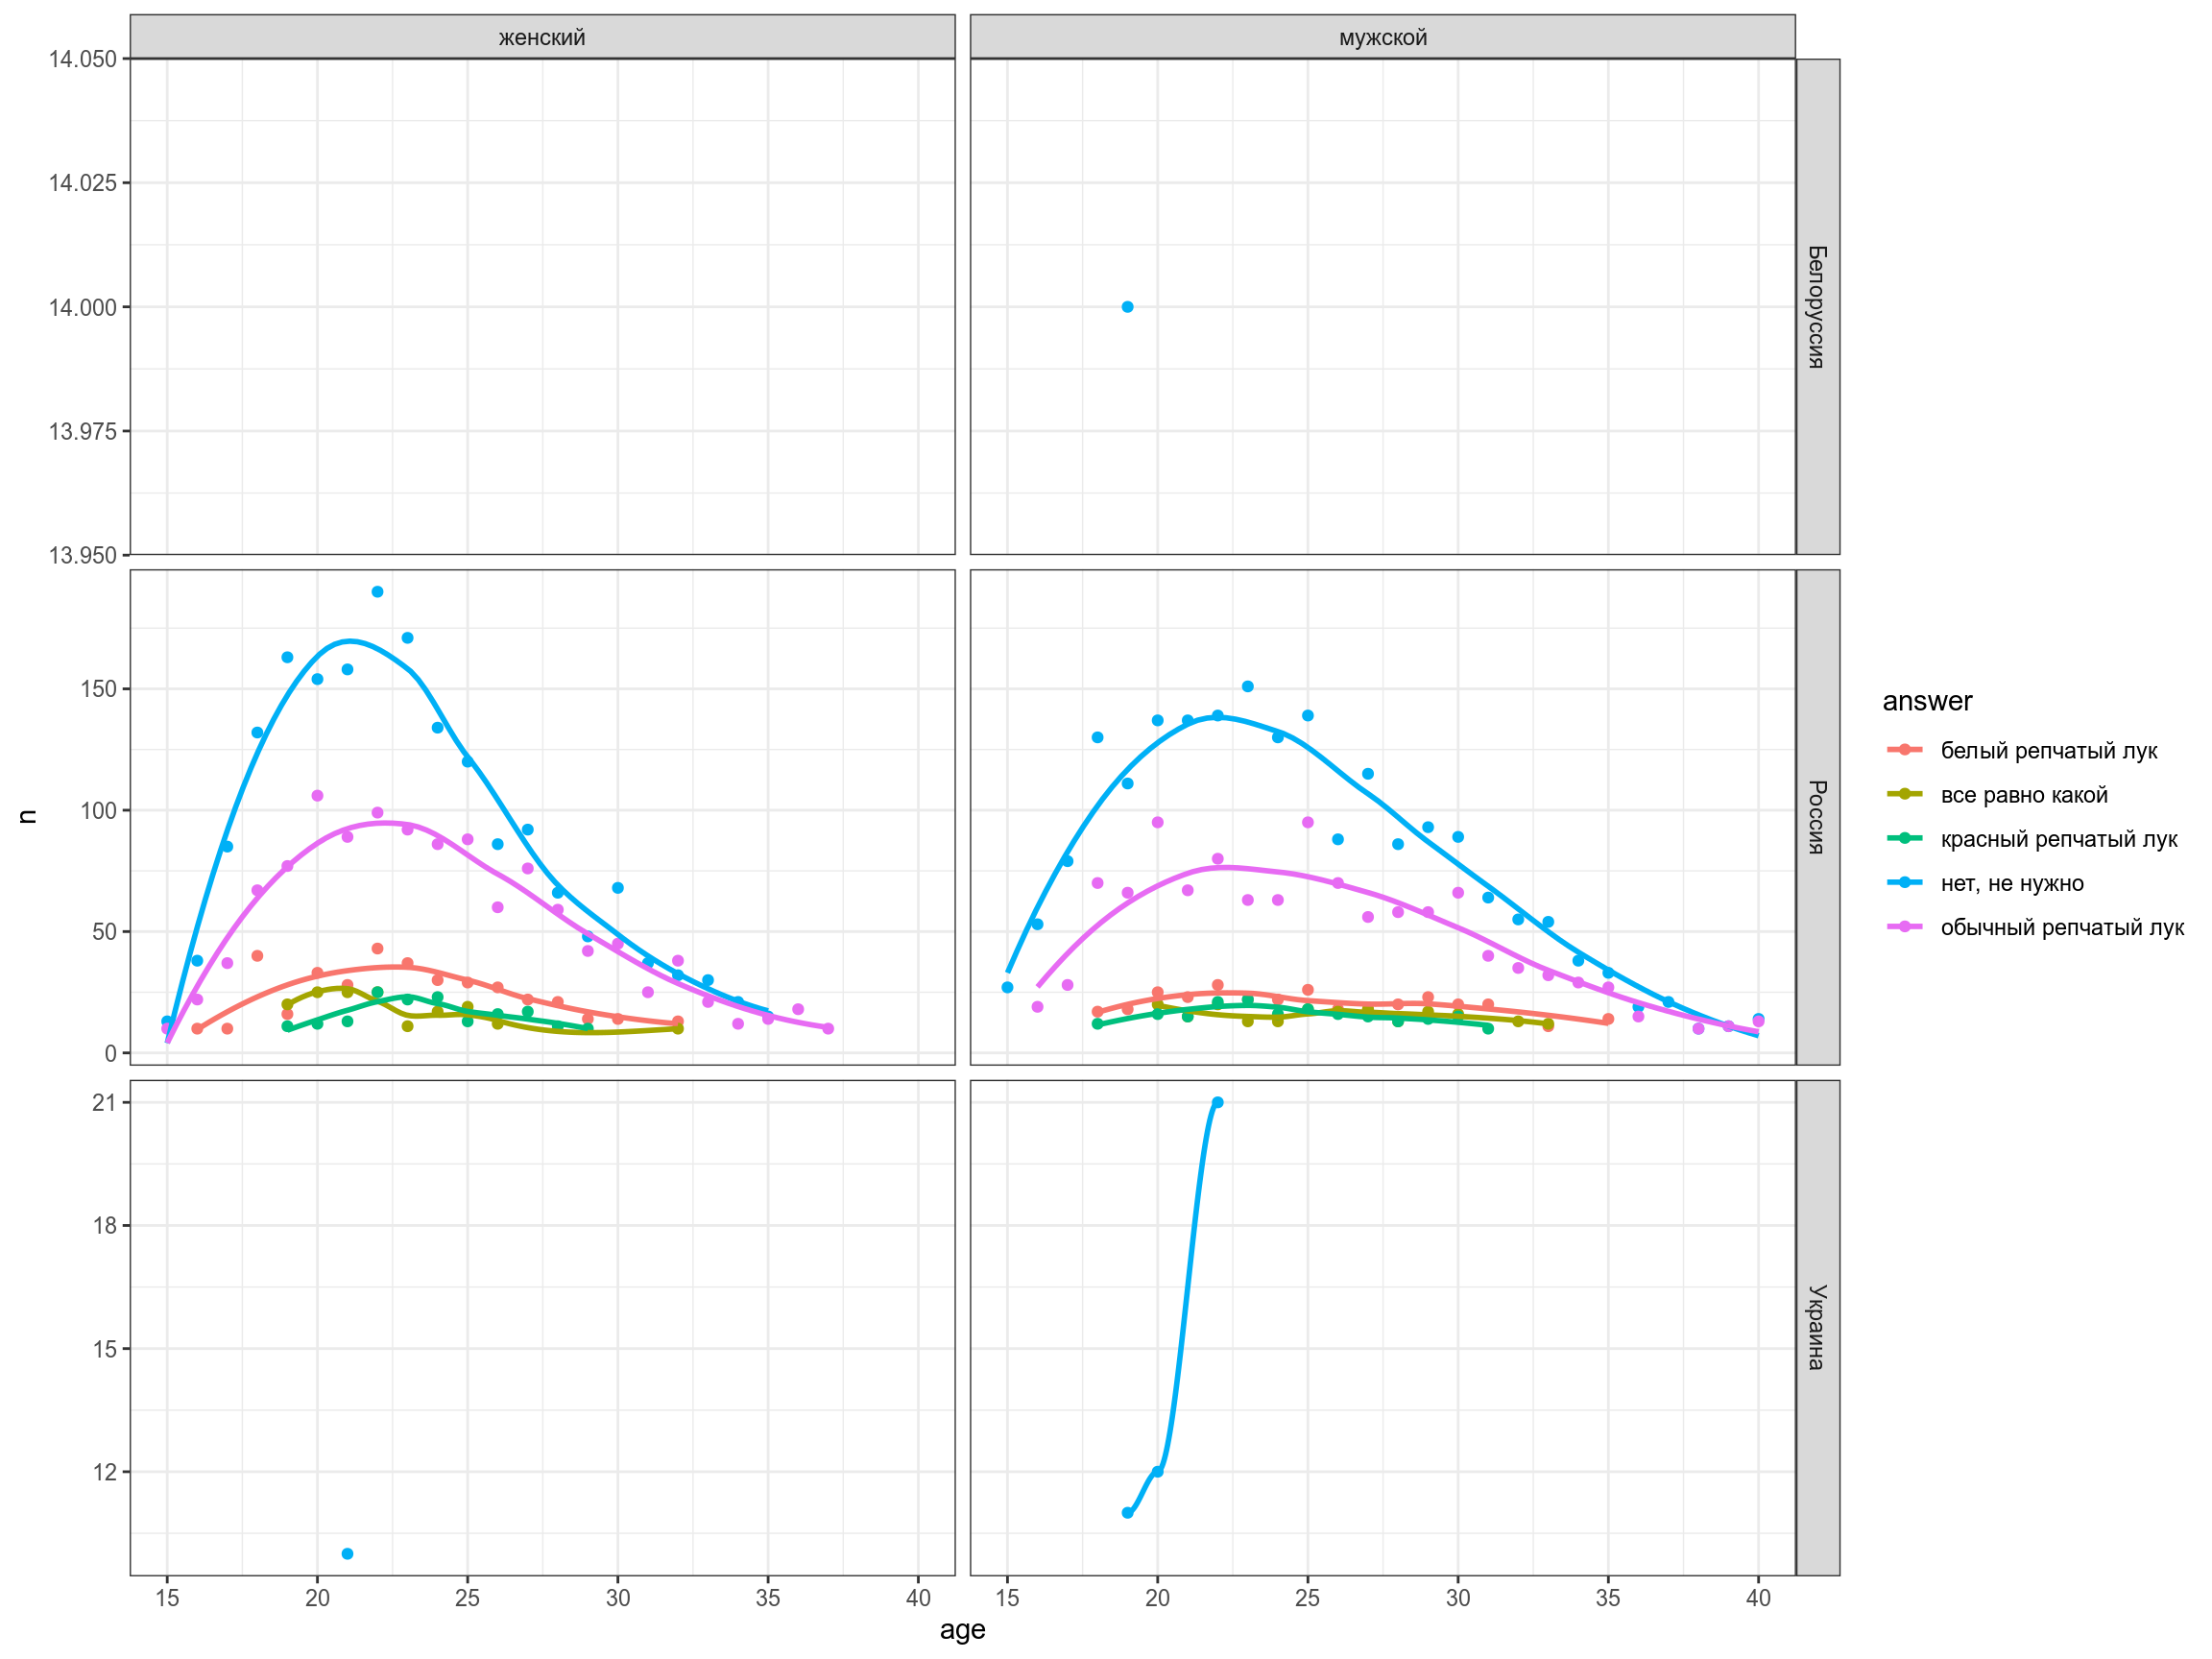 женский
мужской
14.050
14.025
14.000
13.975
13.950
Белоруссия
150
100
50
0
Россия
21
18
15
12
Украина
15 20 25 30 35 40
15 20 25 30 35 40
age
n
answer
белый репчатый лук
все равно какой
красный репчатый лук
нет, не нужно
обычный репчатый лук